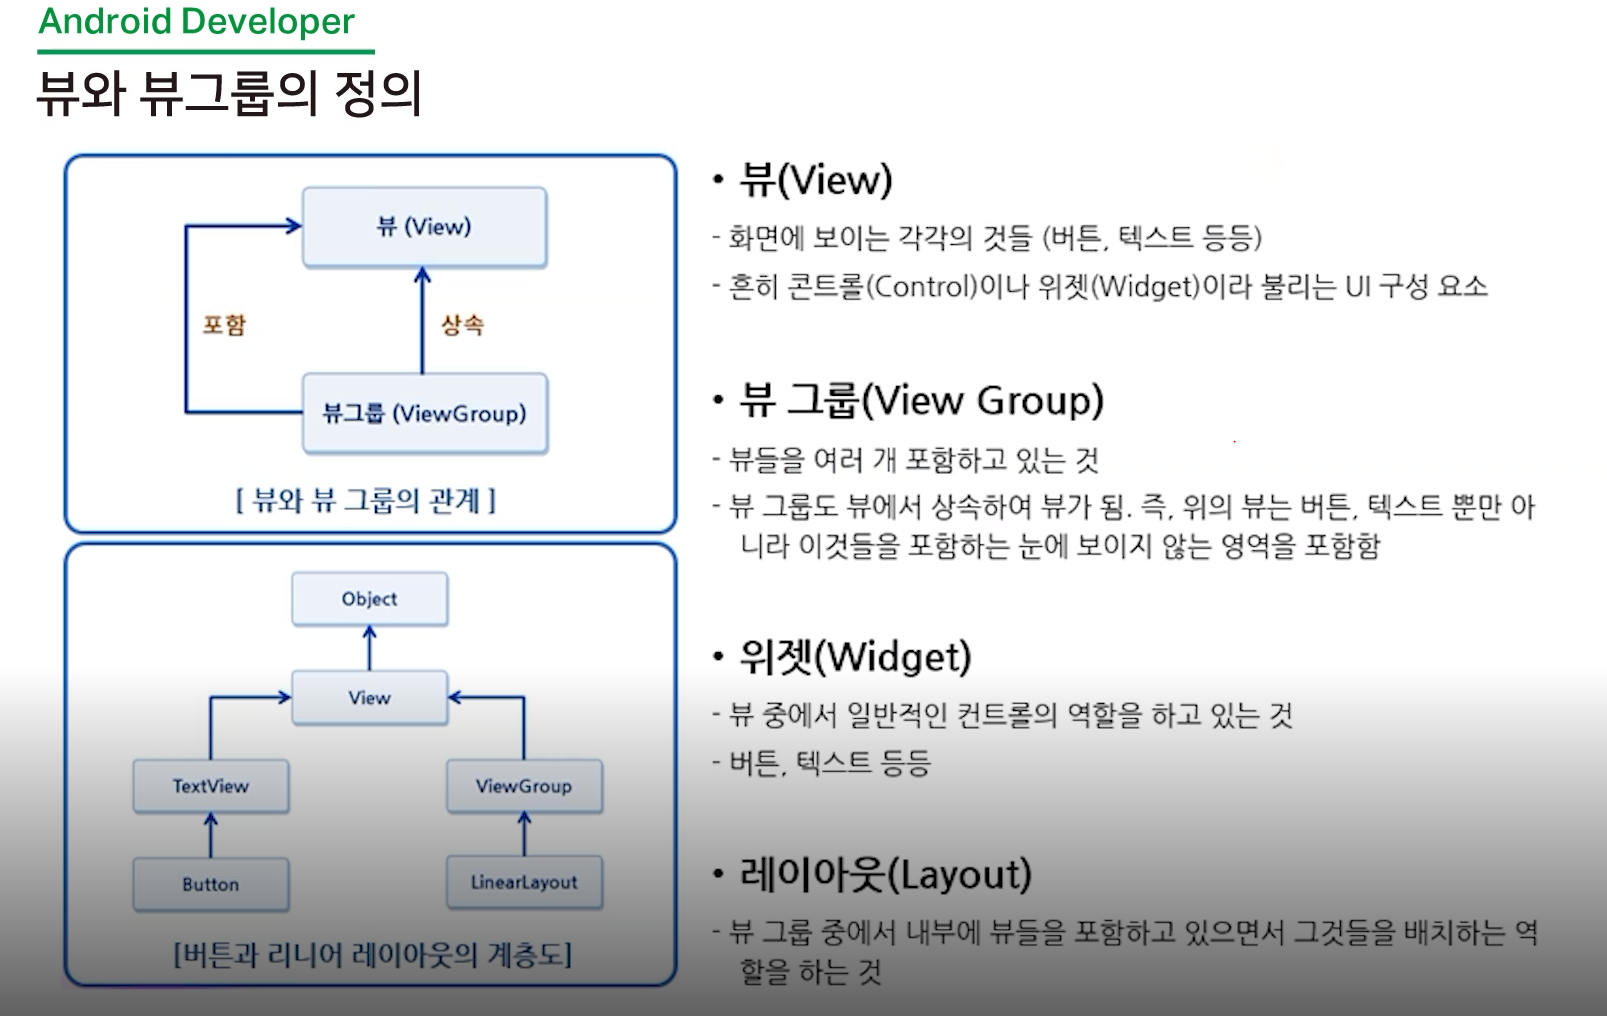 Android Developer
뷰와 뷰그룹의 정의
뷰 (View)
포함
상속
뷰그룹 (ViewGroup)
[ 뷰와 뷰 그룹의 관계 ]
Object
View
TextView
ViewGroup
Button
LinearLayout
[버튼과 리니어 레이아웃의 계층도]
• 뷰(View)
- 화면에 보이는 각각의 것들 (버튼, 텍스트 등등)
- 흔히 콘트롤(Control)이나 위젯(Widget)이라 불리는 UI 구성 요소
• 뷰 그룹(View Group)
- 뷰들을 여러 개 포함하고 있는 것
- 뷰 그룹도 뷰에서 상속하여 뷰가 됨. 즉, 위의 뷰는 버튼, 텍스트 뿐만 아
니라 이것들을 포함하는 눈에 보이지 않는 영역을 포함함
• 위젯(Widget)
- 뷰 중에서 일반적인 컨트롤의 역할을 하고 있는 것
- 버튼, 텍스트 등등
• 레이아웃(Layout)
- 뷰 그룹 중에서 내부에 뷰들을 포함하고 있으면서 그것들을 배치하는 역
할을 하는 것